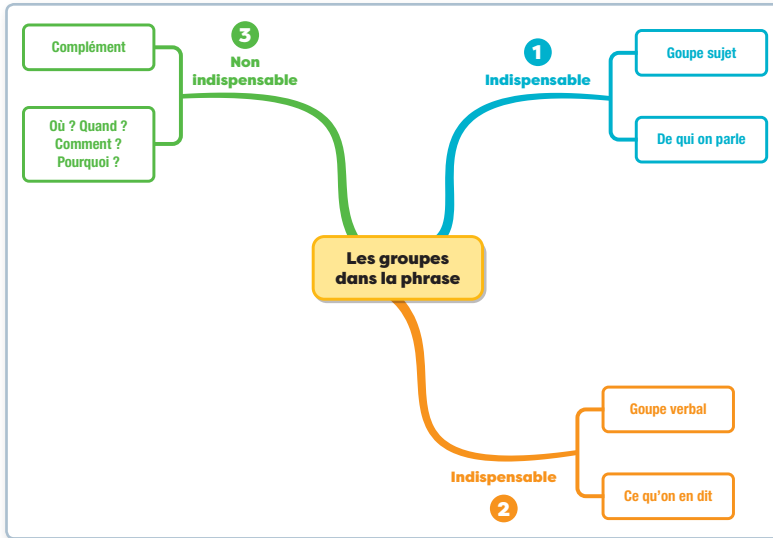 Les groupes
dans la phrase
1
Indispensable
Goupe sujet
De qui on parle
2
Indispensable
Goupe verbal
Ce qu'on en dit
3
Non
indispensable
Complément
Où ? Quand ?
Comment ?
Pourquoi ?